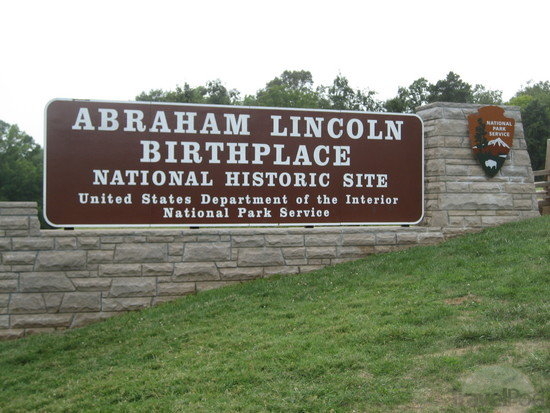 ABRAHAM LINCOLN
BIRTHPLACE
NATIONAL HISTORIC SITE
United States Department of the Interior
National Park Service
NATIONAL
PARK
SERVICE